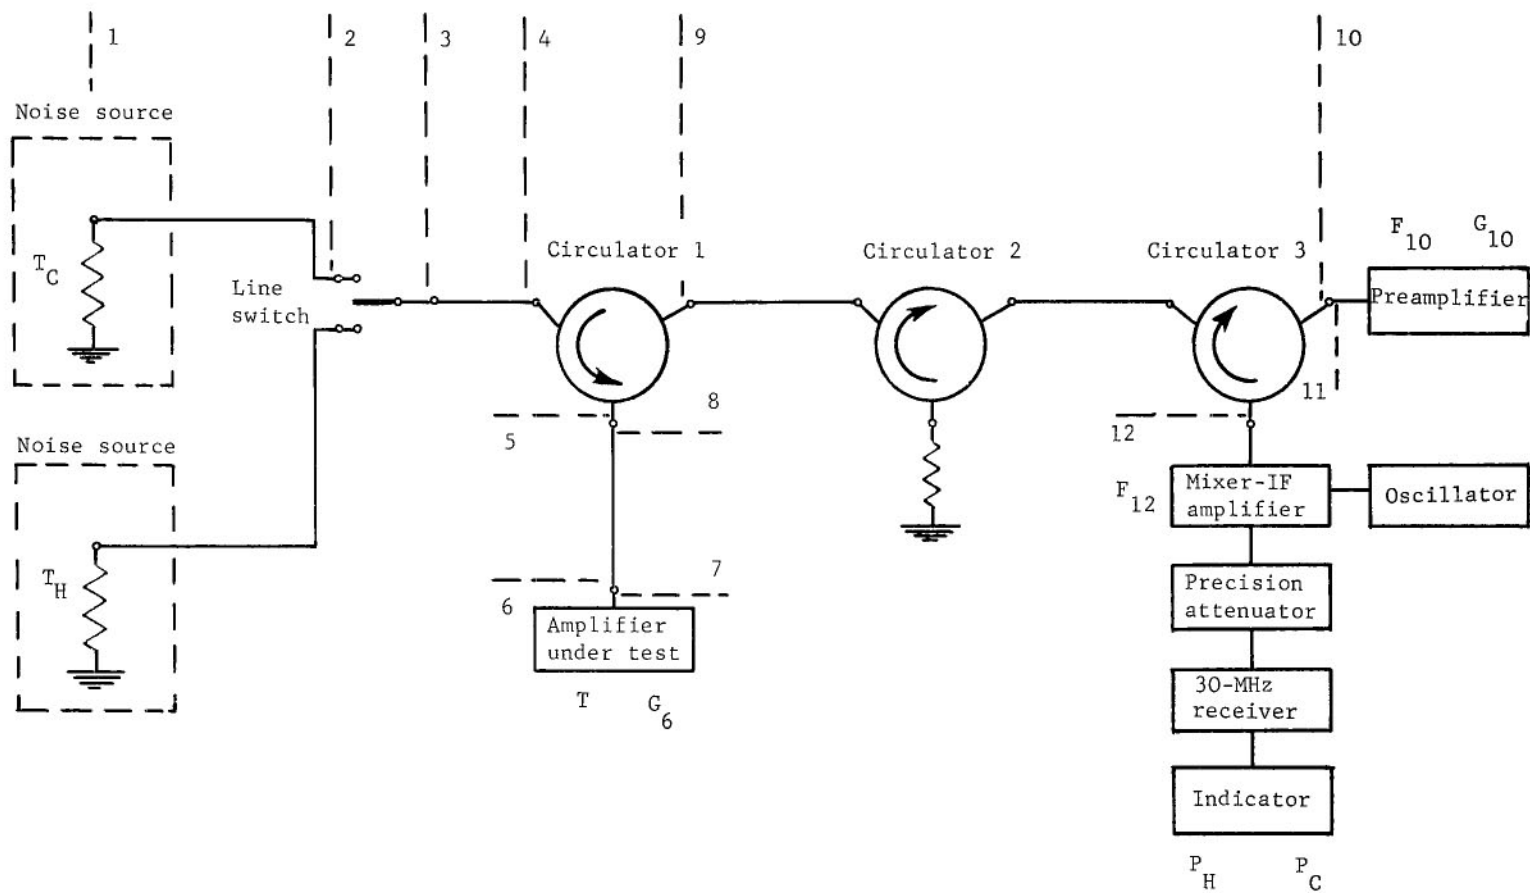 1
2
3
4
9
10
Noise source
T_C
Line
switch
Circulator 1
Circulator 2
Circulator 3
F_10
G_10
Preamplifier
11
5
8
12
Noise source
T_H
F_12
Mixer-IF
amplifier
Oscillator
6
7
Amplifier
under test
T
G_6
Precision
attenuator
30-MHz
receiver
Indicator
P_H
P_C